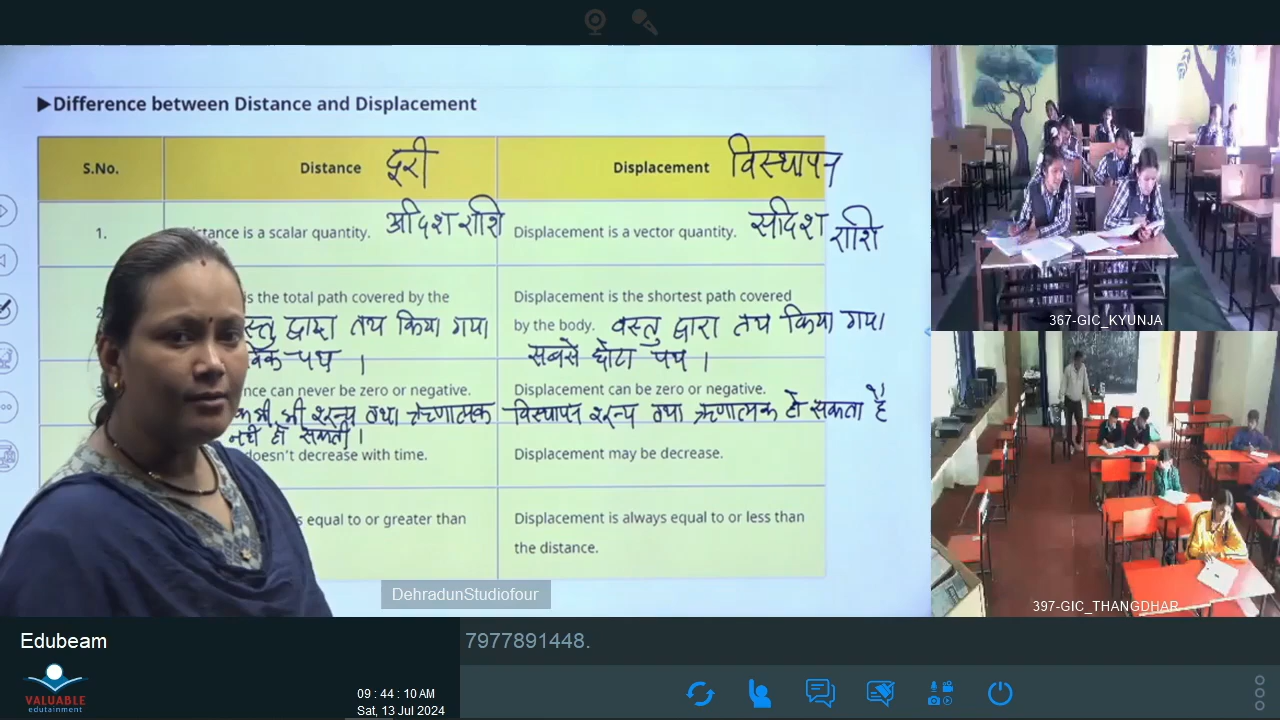 ▶Difference between Distance and Displacement
S.No.
Distance दूरी
Displacement विस्थापन
1.
stance is a scalar quantity. अदिश राशि
Displacement is a vector quantity. सदिश राशि
is the total path covered by the
स्तु द्वारा तय किया गया
पथ ।
Displacement is the shortest path covered
by the body. वस्तु द्वारा तय किया गया
सबसे छोटा पथ ।
nce can never be zero or negative.
भी शून्य तथा ऋणात्मक
नही हो सकती ।
Displacement can be zero or negative.
विस्थापन शून्य तथा ऋणात्मक हो सकता है
doesn't decrease with time.
Displacement may be decrease.
s equal to or greater than
Displacement is always equal to or less than
the distance.
DehradunStudiofour
367-GIC_KYUNJA
397-GIC_THANGDHAR
Edubeam
VALUABLE
edutainment
09 : 44 : 10 AM
Sat, 13 Jul 2024
7977891448.